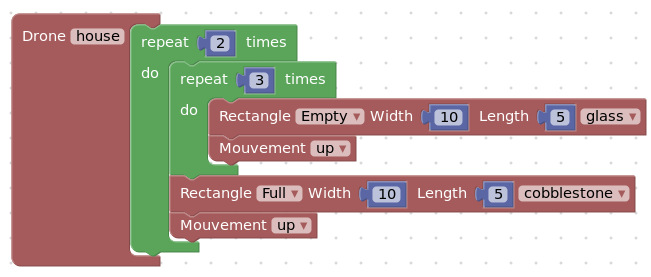 Drone house
repeat 2 times
do
repeat 3 times
do
Rectangle Empty Width 10 Length 5 glass
Mouvement up
Rectangle Full Width 10 Length 5 cobblestone
Mouvement up